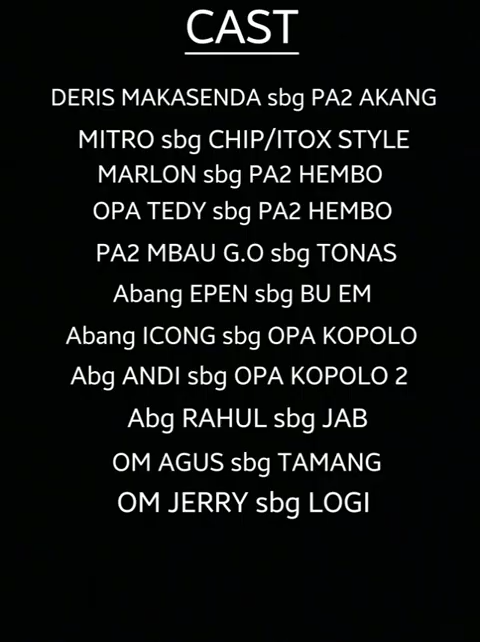 CAST
DERIS MAKASENDA sbg PA2 AKANG
MITRO sbg CHIP/ITOX STYLE
MARLON sbg PA2 HEMBO
OPA TEDY sbg PA2 HEMBO
PA2 MBAU G.O sbg TONAS
Abang EPEN sbg BU EM
Abang ICONG sbg OPA KOPOLO
Abg ANDI sbg OPA KOPOLO 2
Abg RAHUL sbg JAB
OM AGUS sbg TAMANG
OM JERRY sbg LOGI